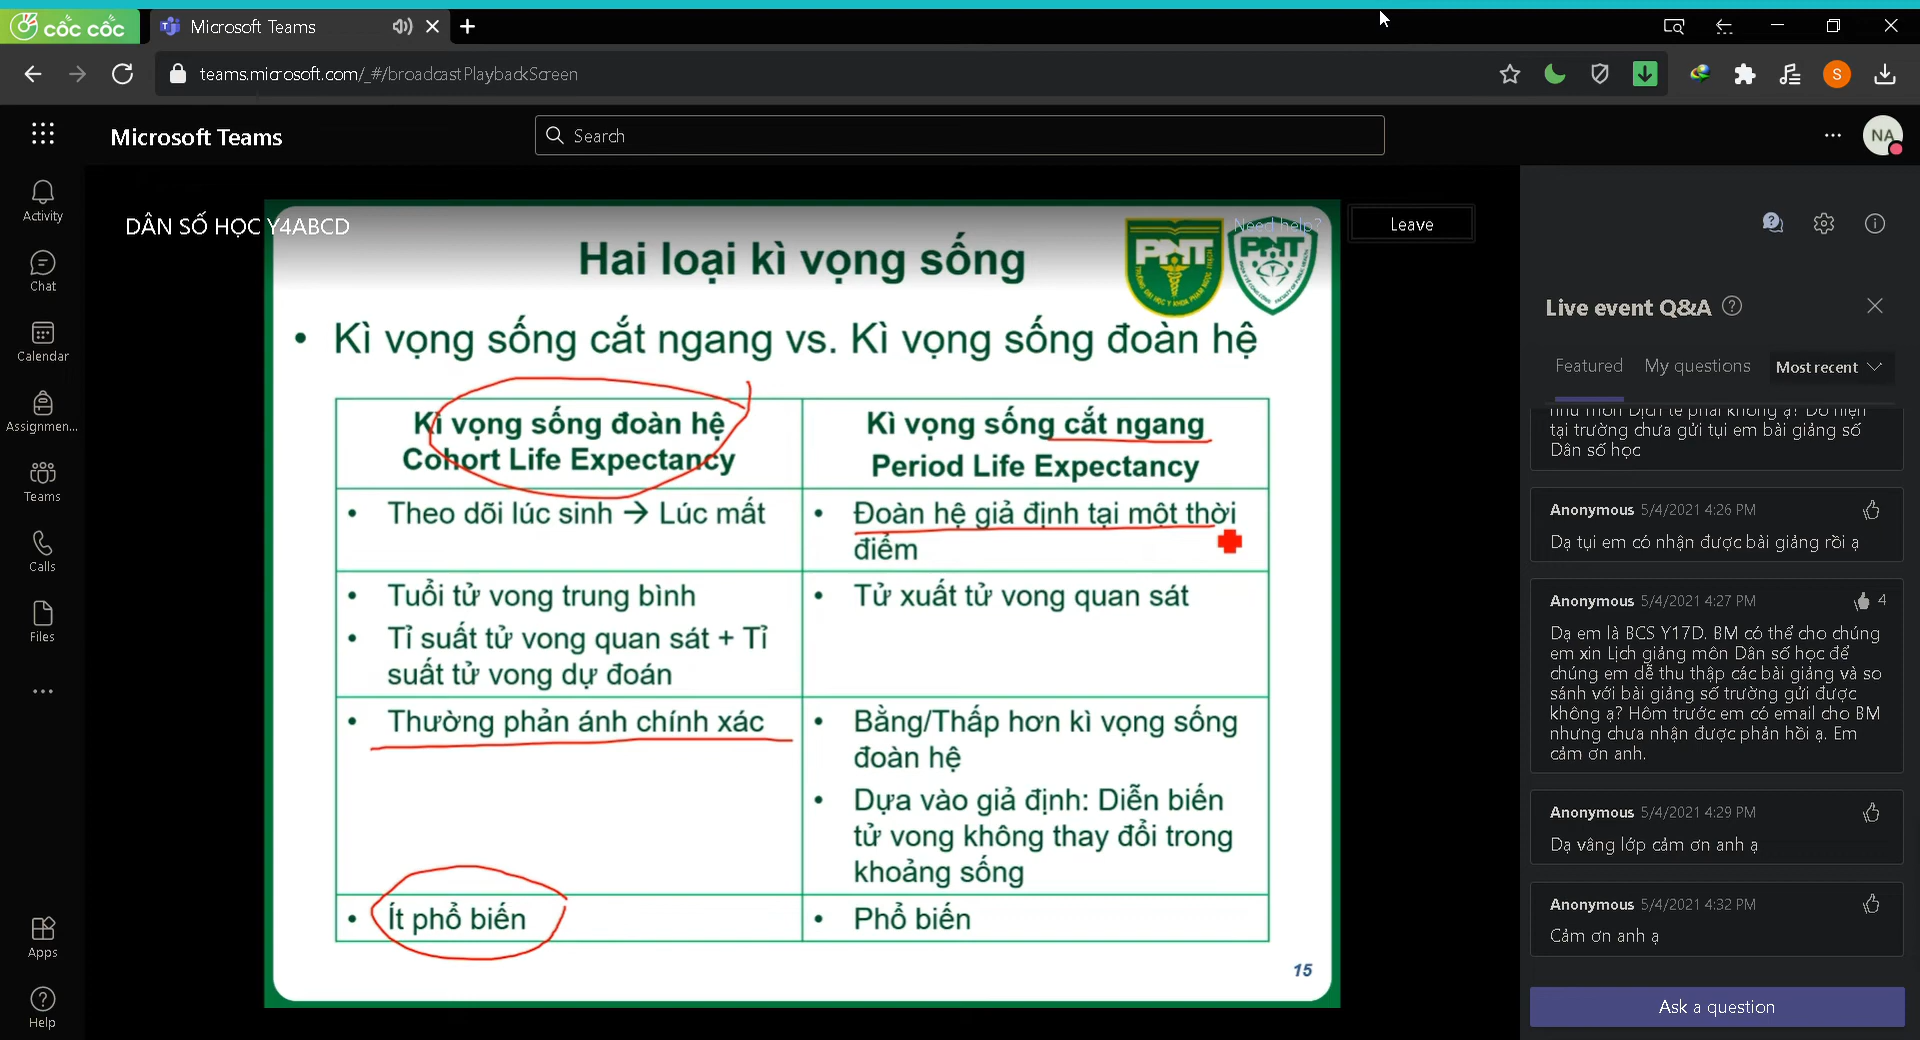 cốc cốc
Microsoft Teams
teams.microsoft.com/_#/broadcastPlaybackScreen
S
Microsoft Teams
Search
NA
Activity
Chat
Calendar
Assignmen...
Teams
Calls
Files
Apps
Help
DÂN SỐ HỌC Y4ABCD
Need help?
Leave
PNT
PNT
Hai loại kì vọng sống
• Kì vọng sống cắt ngang vs. Kì vọng sống đoàn hệ
Kì vọng sống đoàn hệ
Cohort Life Expectancy
Kì vọng sống cắt ngang
Period Life Expectancy
• Theo dõi lúc sinh → Lúc mất
• Đoàn hệ giả định tại một thời
điểm
• Tuổi tử vong trung bình
• Tỉ suất tử vong quan sát + Tỉ
suất tử vong dự đoán
• Tử xuất tử vong quan sát
• Thường phản ánh chính xác
• Bằng/Thấp hơn kì vọng sống
đoàn hệ
• Dựa vào giả định: Diễn biến
tử vong không thay đổi trong
khoảng sống
• Ít phổ biến
• Phổ biến
15
Live event Q&A
Featured
My questions
Most recent
như môn Dịch tễ phải không ạ? Do hiện
tại trường chưa gửi tụi em bài giảng số
Dân số học
Anonymous 5/4/2021 4:26 PM
Dạ tụi em có nhận được bài giảng rồi ạ
Anonymous 5/4/2021 4:27 PM
4
Dạ em là BCS Y17D. BM có thể cho chúng
em xin Lịch giảng môn Dân số học để
chúng em dễ thu thập các bài giảng và so
sánh với bài giảng số trường gửi được
không ạ? Hôm trước em có email cho BM
nhưng chưa nhận được phản hồi ạ. Em
cảm ơn anh.
Anonymous 5/4/2021 4:29 PM
Dạ vâng lớp cảm ơn anh ạ
Anonymous 5/4/2021 4:32 PM
Cảm ơn anh ạ
Ask a question